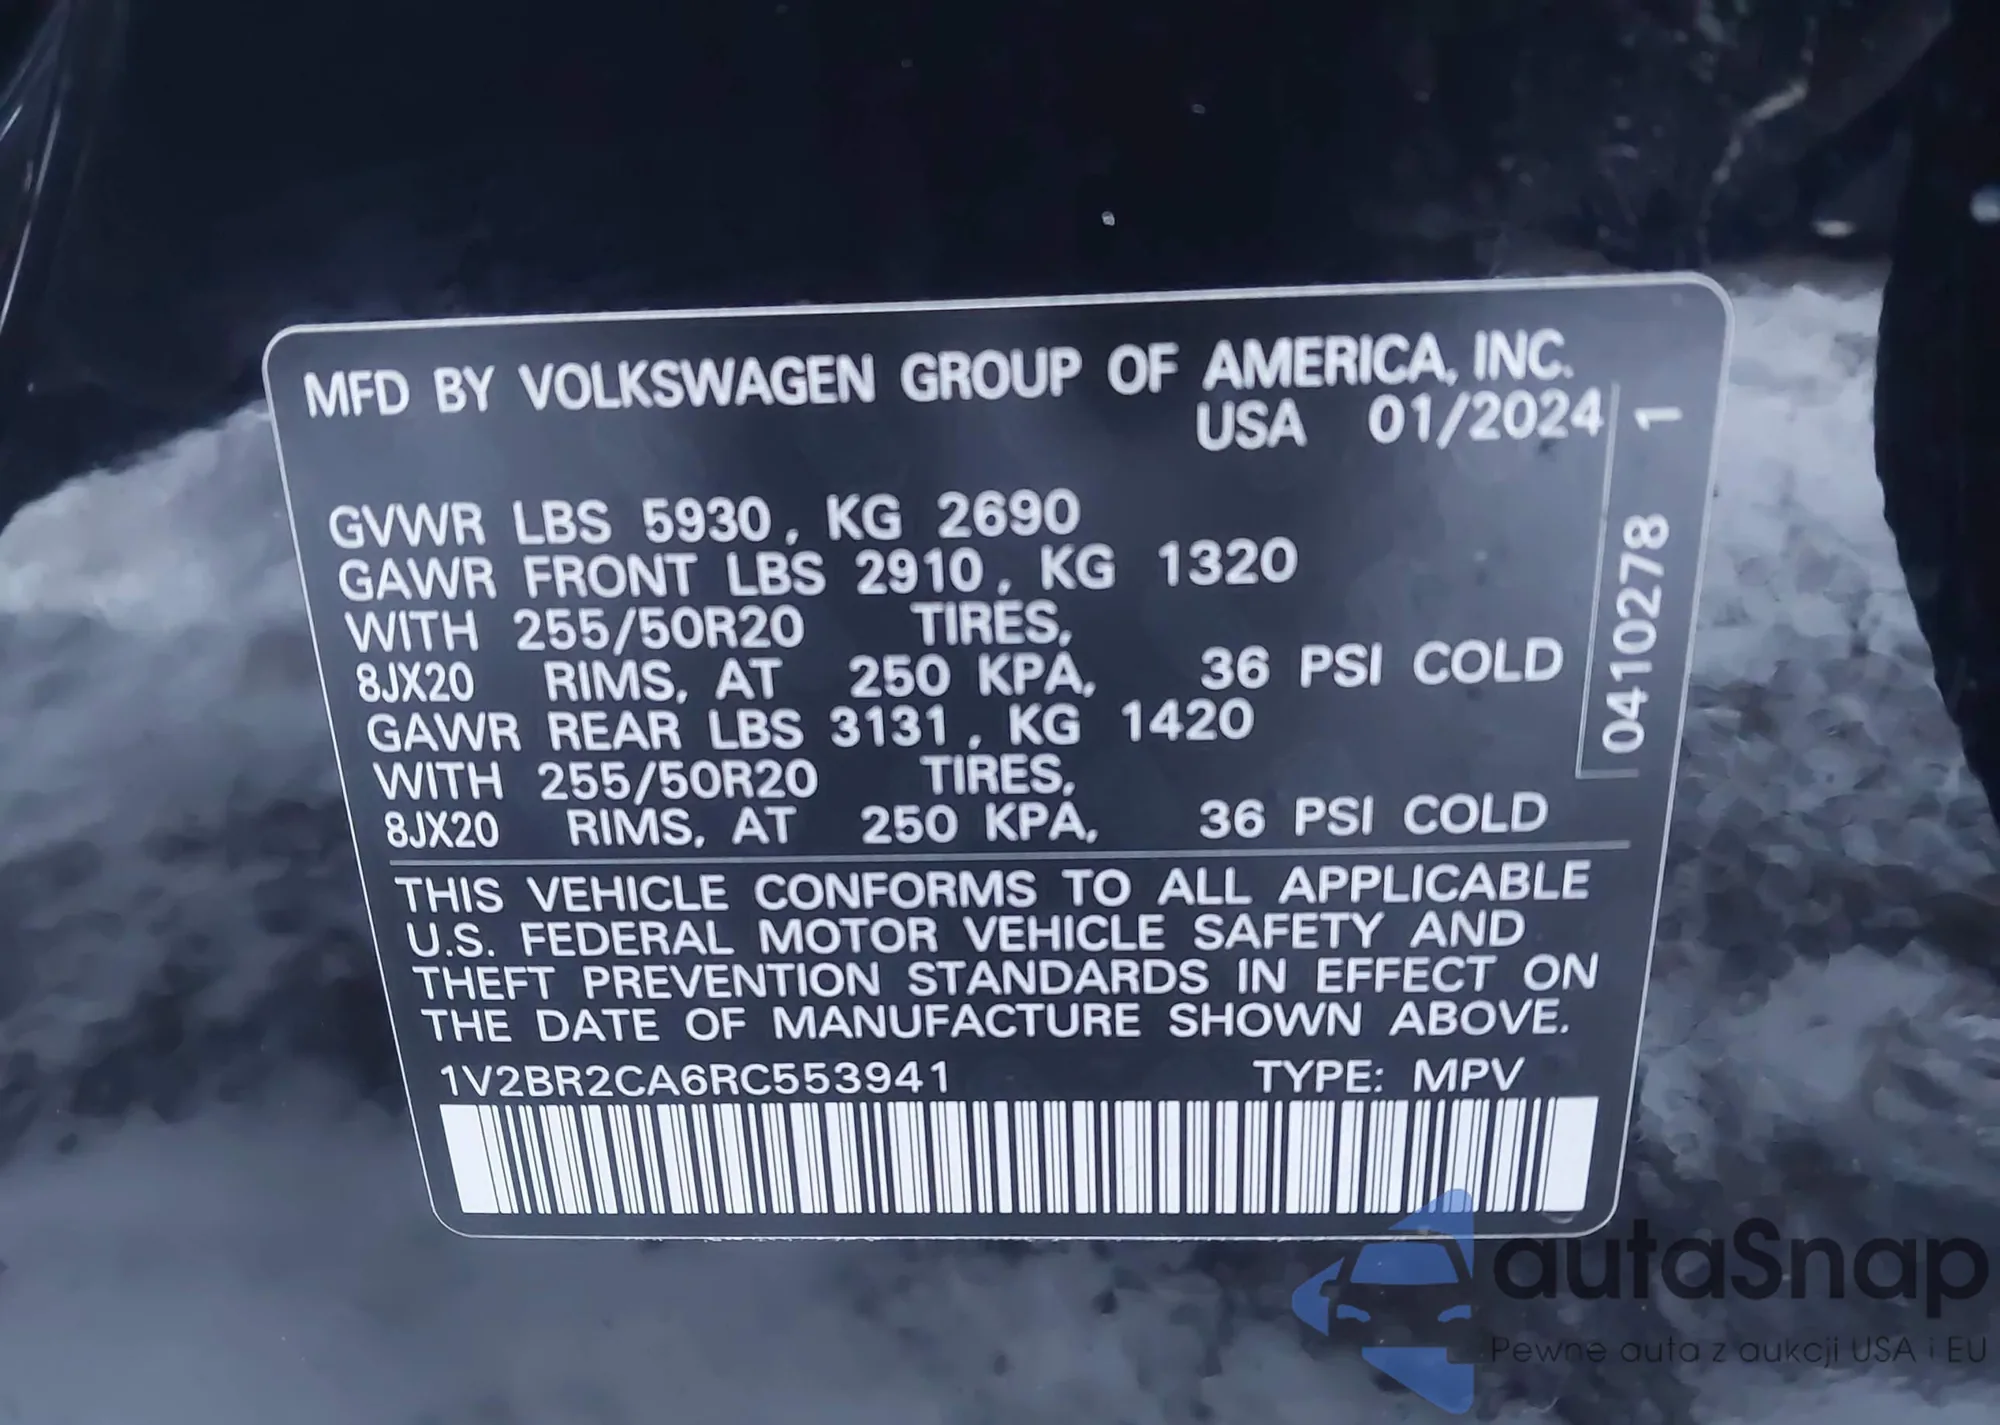 MFD BY VOLKSWAGEN GROUP OF AMERICA, INC.
USA 01/2024
GVWR LBS 5930, KG 2690
GAWR FRONT LBS 2910, KG 1320
WITH 255/50R20 TIRES,
8JX20 RIMS, AT 250 KPA, 36 PSI COLD
GAWR REAR LBS 3131, KG 1420
WITH 255/50R20 TIRES,
8JX20 RIMS, AT 250 KPA, 36 PSI COLD
0410278 1
THIS VEHICLE CONFORMS TO ALL APPLICABLE
U.S. FEDERAL MOTOR VEHICLE SAFETY AND
THEFT PREVENTION STANDARDS IN EFFECT ON
THE DATE OF MANUFACTURE SHOWN ABOVE.
1V2BR2CA6RC553941 TYPE: MPV
autaSnap
Pewne auta z aukcji USA i EU